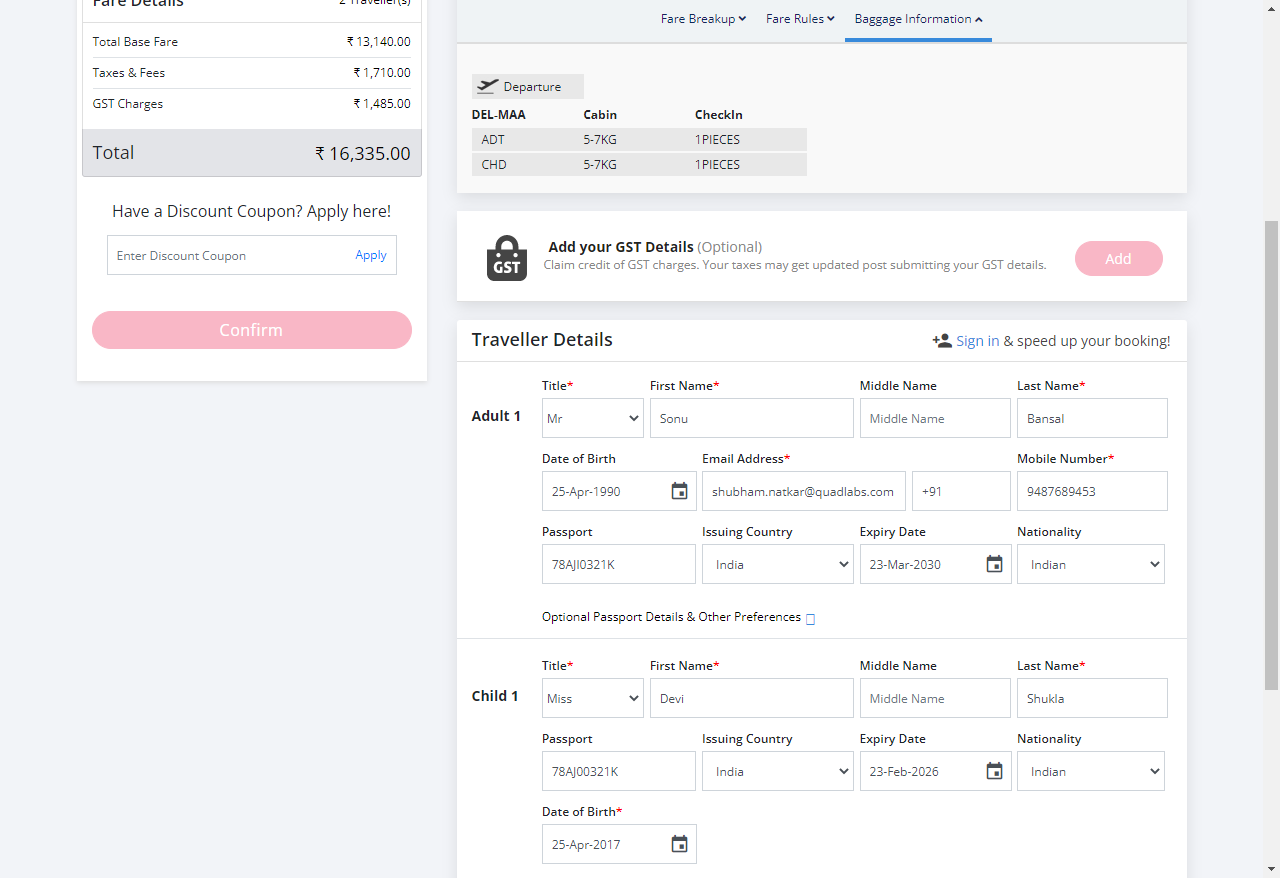 Fare Details 2 Traveller(s)
Total Base Fare ₹ 13,140.00
Taxes & Fees ₹ 1,710.00
GST Charges ₹ 1,485.00
Total ₹ 16,335.00
Have a Discount Coupon? Apply here!
Enter Discount Coupon Apply
Confirm
Fare Breakup Fare Rules Baggage Information
Departure
DEL-MAA Cabin CheckIn
ADT 5-7KG 1PIECES
CHD 5-7KG 1PIECES
GST
Add your GST Details (Optional)
Claim credit of GST charges. Your taxes may get updated post submitting your GST details.
Add
Traveller Details Sign in & speed up your booking!
Title* First Name* Middle Name Last Name*
Adult 1 Mr Sonu Middle Name Bansal
Date of Birth Email Address* Mobile Number*
25-Apr-1990 shubham.natkar@quadlabs.com +91 9487689453
Passport Issuing Country Expiry Date Nationality
78AJI0321K India 23-Mar-2030 Indian
Optional Passport Details & Other Preferences
Title* First Name* Middle Name Last Name*
Child 1 Miss Devi Middle Name Shukla
Passport Issuing Country Expiry Date Nationality
78AJ00321K India 23-Feb-2026 Indian
Date of Birth*
25-Apr-2017